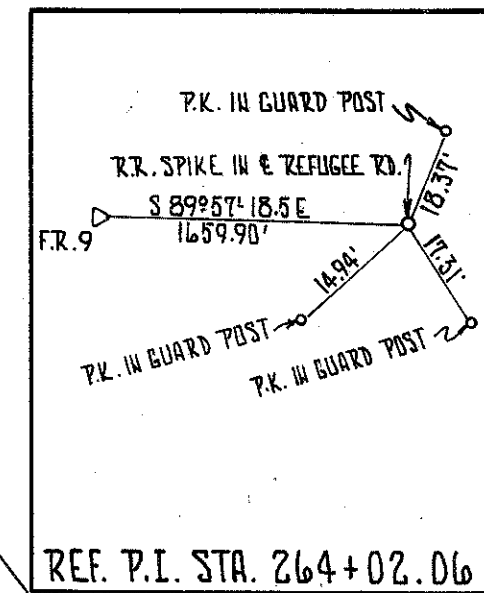 P.K. IN GUARD POST
R.R. SPIKE IN ℄ REFUGEE RD.
18.37'
S 89°57'18.5 E
1659.90'
F.R.9
17.31'
14.94'
P.K. IN GUARD POST
P.K. IN GUARD POST
REF. P.I. STA. 264+02.06